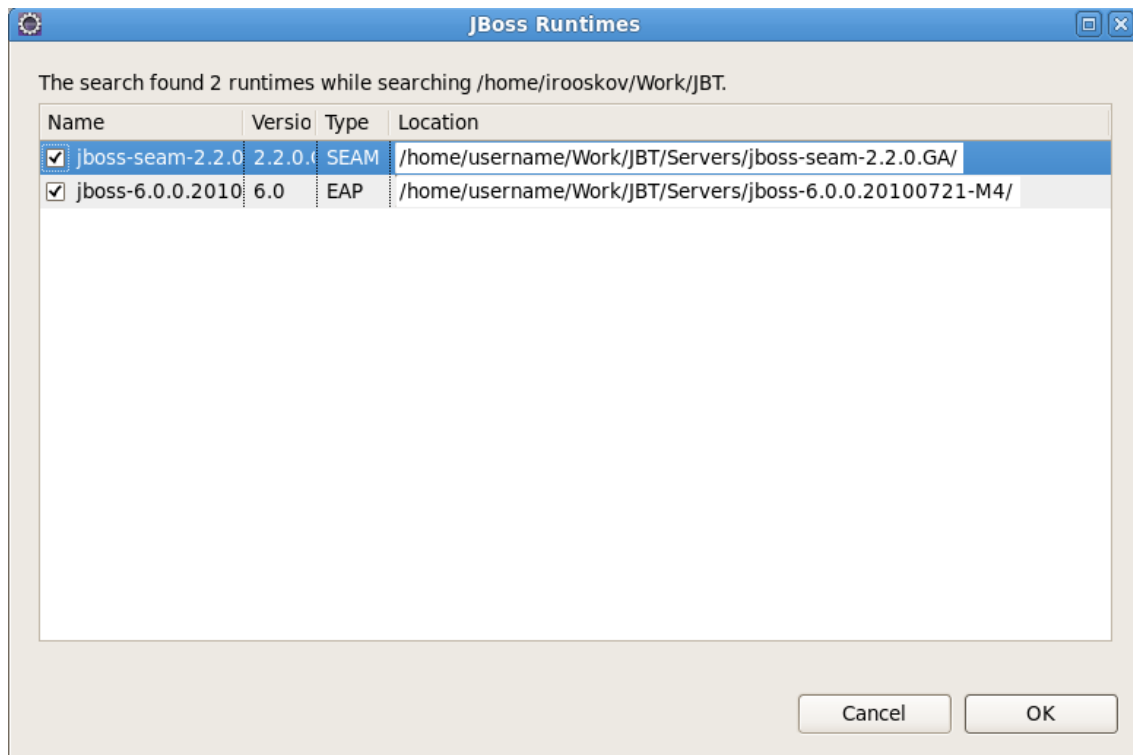 JBoss Runtimes
The search found 2 runtimes while searching /home/irooskov/Work/JBT.
Name Versio Type Location
jboss-seam-2.2.0 2.2.0.( SEAM /home/username/Work/JBT/Servers/jboss-seam-2.2.0.GA/
jboss-6.0.0.2010 6.0 EAP /home/username/Work/JBT/Servers/jboss-6.0.0.20100721-M4/
Cancel OK